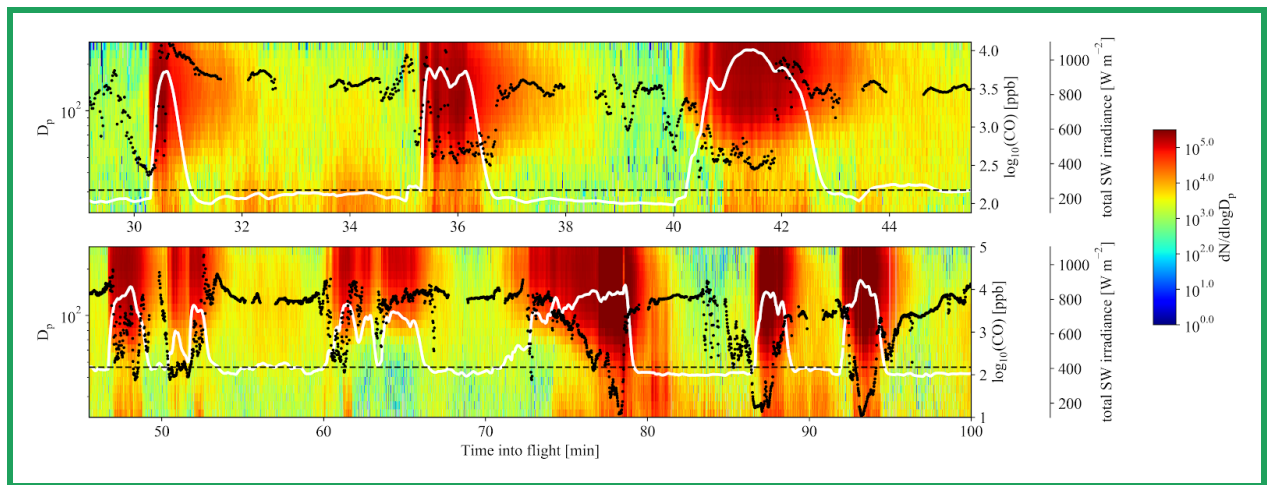 4.0
3.5
3.0
2.5
2.0
1000
800
600
400
200
10^2
D_p
log_10(CO) [ppb]
total SW irradiance [W m^-2]
30 32 34 36 38 40 42 44
5
4
3
2
1
1000
800
600
400
200
10^2
D_p
log_10(CO) [ppb]
total SW irradiance [W m^-2]
50 60 70 80 90 100
Time into flight [min]
10^5.0
10^4.0
10^3.0
10^2.0
10^1.0
10^0.0
dN/dlogD_p